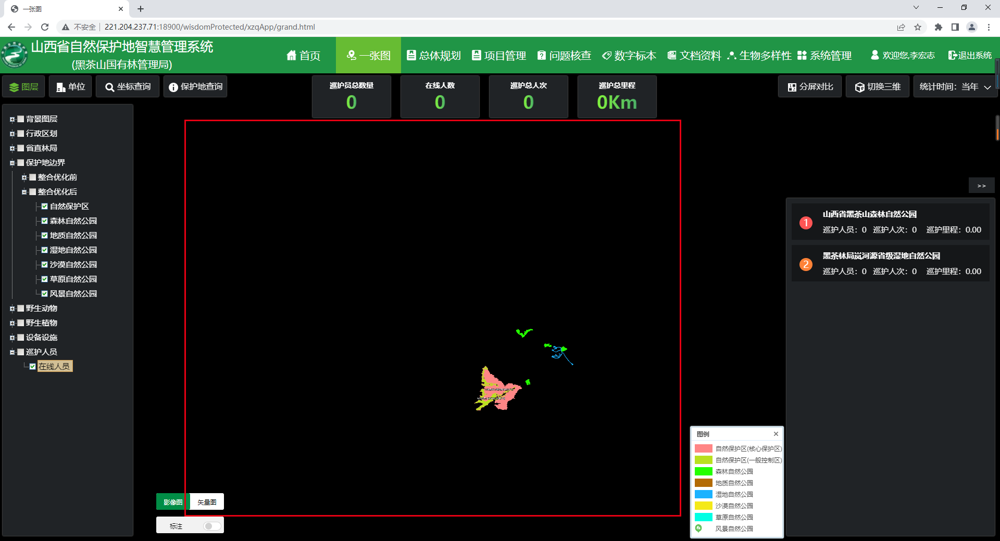 一张图
不安全
221.204.237.71:18900/wisdomProtected/xzqApp/grand.html
山西省自然保护地智慧管理系统
(黑茶山国有林管理局)
首页
一张图
总体规划
项目管理
问题核查
数字标本
文档资料
生物多样性
系统管理
欢迎您,李宏志
退出系统
图层
单位
坐标查询
保护地查询
巡护员总数量
0
在线人数
0
巡护总人次
0
巡护总里程
0Km
分屏对比
切换三维
统计时间：当年
背景图层
行政区划
省直林局
保护地边界
整合优化前
整合优化后
自然保护区
森林自然公园
地质自然公园
湿地自然公园
沙漠自然公园
草原自然公园
风景自然公园
野生动物
野生植物
设备设施
巡护人员
在线人员
>>
1
山西省黑茶山森林自然公园
巡护人员：0 巡护人次：0 巡护里程：0.00
2
黑茶林局岚河源省级湿地自然公园
巡护人员：0 巡护人次：0 巡护里程：0.00
影像图
矢量图
标注
图例
自然保护区(核心保护区)
自然保护区(一般控制区)
森林自然公园
地质自然公园
湿地自然公园
沙漠自然公园
草原自然公园
风景自然公园